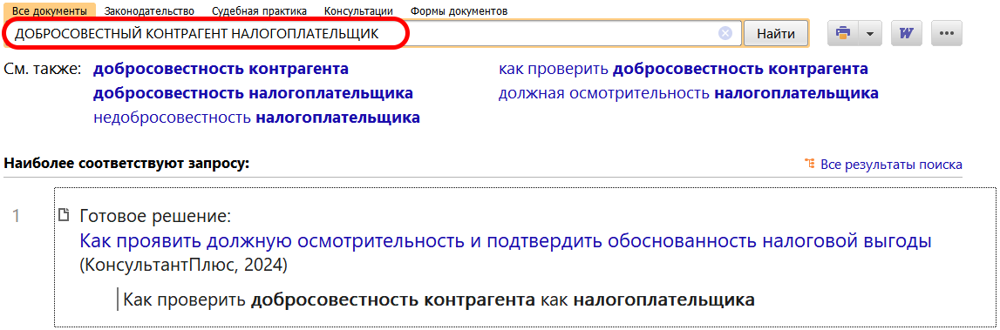 Все документы Законодательство Судебная практика Консультации Формы документов
ДОБРОСОВЕСТНЫЙ КОНТРАГЕНТ НАЛОГОПЛАТЕЛЬЩИК Найти W
См. также: добросовестность контрагента как проверить добросовестность контрагента
добросовестность налогоплательщика должная осмотрительность налогоплательщика
недобросовестность налогоплательщика
Наиболее соответствуют запросу: Все результаты поиска
1 Готовое решение:
Как проявить должную осмотрительность и подтвердить обоснованность налоговой выгоды
(КонсультантПлюс, 2024)
Как проверить добросовестность контрагента как налогоплательщика